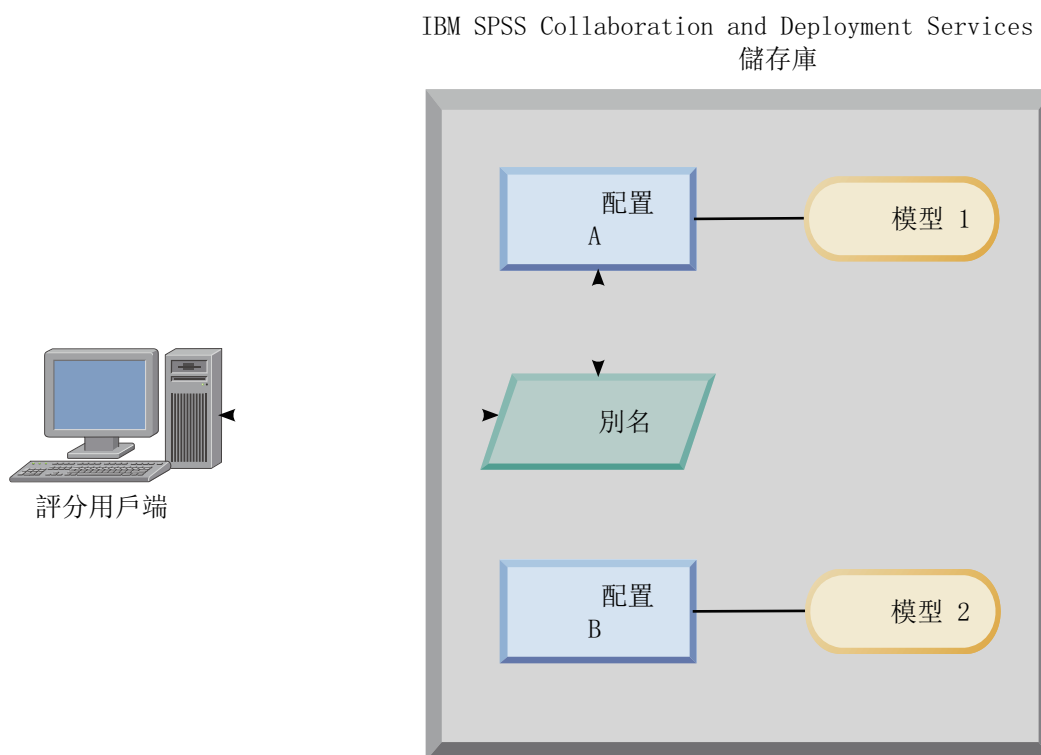 IBM SPSS Collaboration and Deployment Services
儲存庫
配置
A
模型 1
別名
評分用戶端
配置
B
模型 2